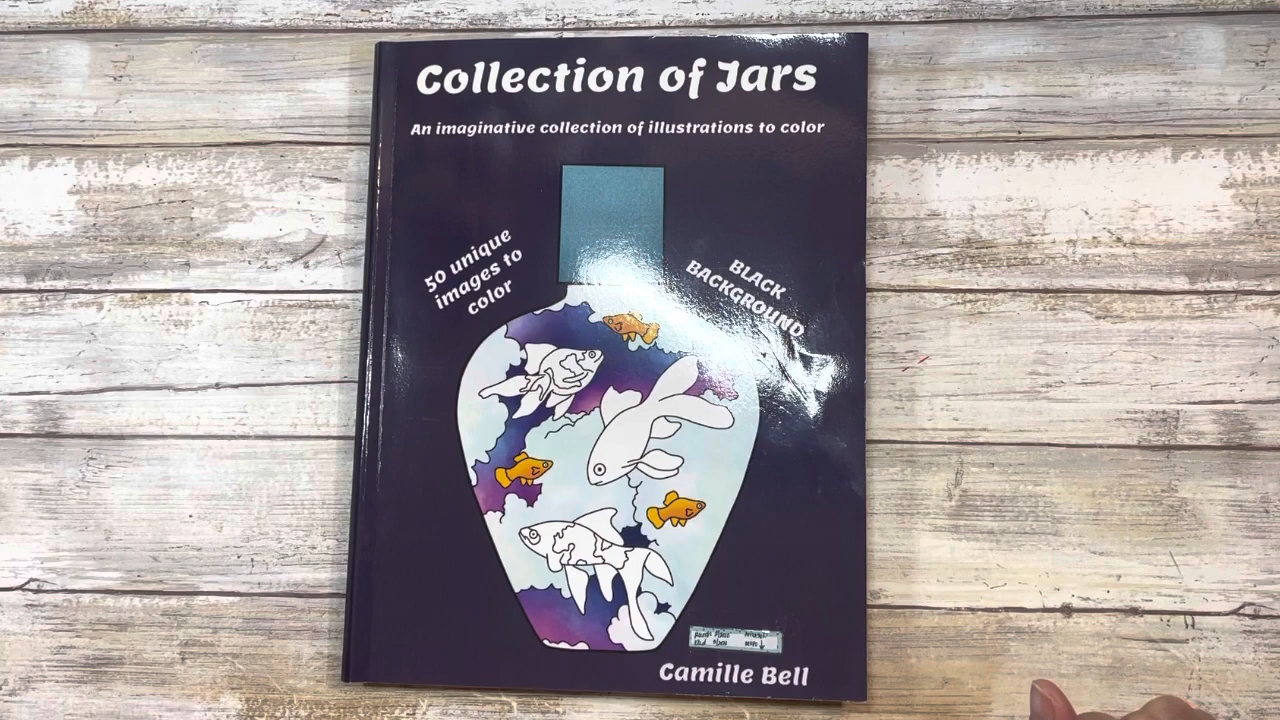 Collection of Jars
An imaginative collection of illustrations to color
50 unique
images to
color
BLACK
BACKGROUND
Camille Bell